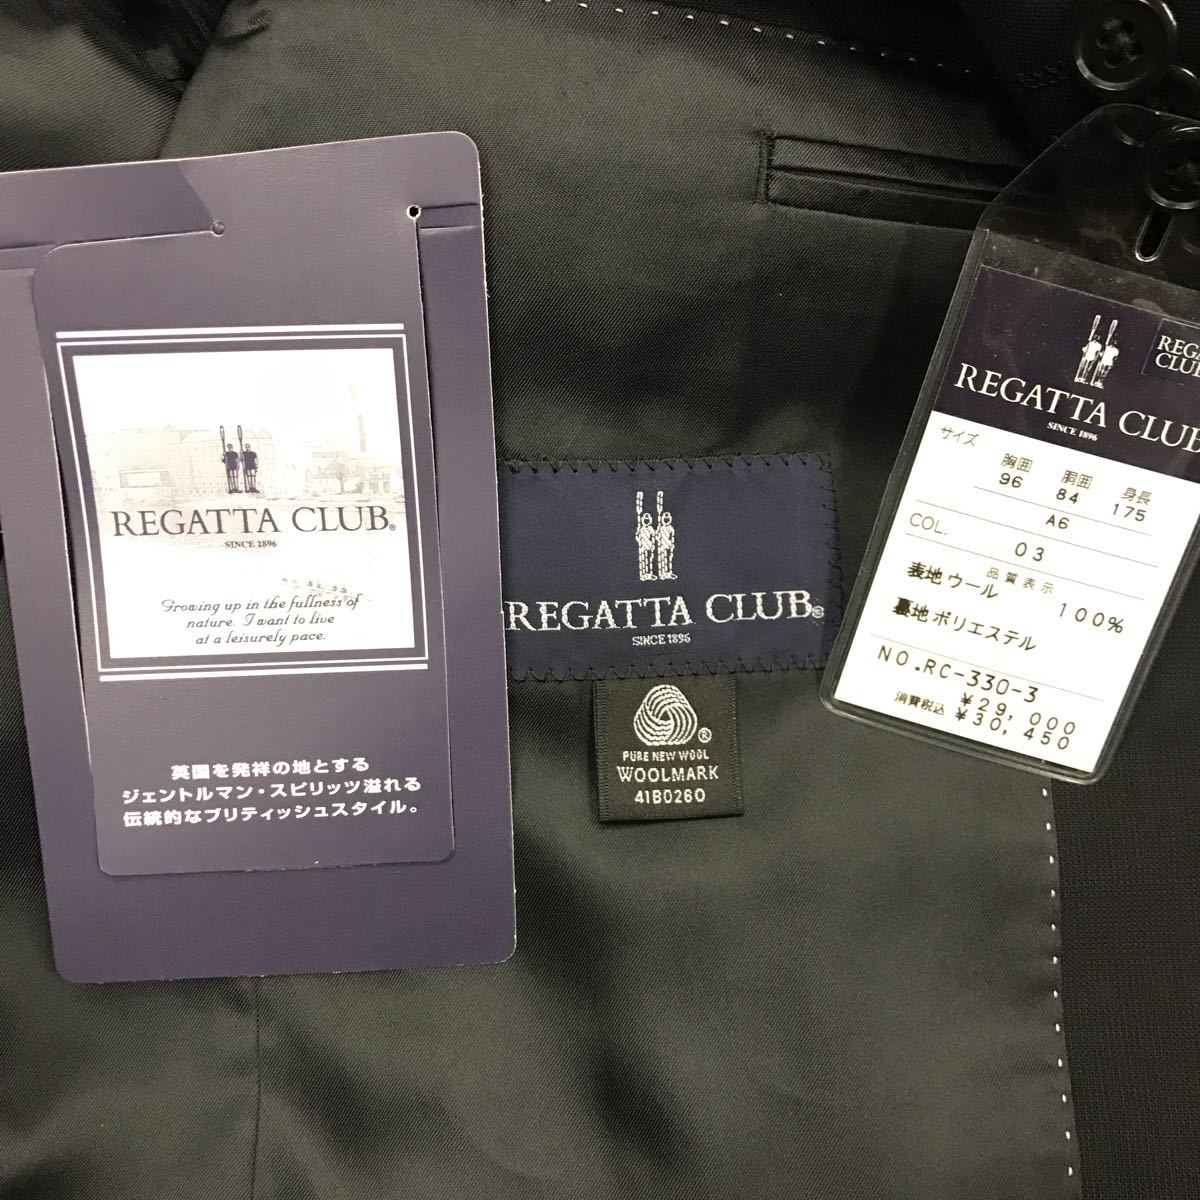 REGATTA CLUB®
SINCE 1896
Growing up in the fullness of
nature. I want to live
at a leisurely pace.
英国を発祥の地とする
ジェントルマン・スピリッツ溢れる
伝統的なブリティッシュスタイル。
REGATTA CLUB®
SINCE 1896
®
PURE NEW WOOL
WOOLMARK
41B0260
REGA
CLUB
REGATTA CLUB
SINCE 1896
サイズ
胸囲 胴囲 身長
96 84 175
A6
COL. 03
品質表示
表地 ウール 100%
裏地 ポリエステル
NO.RC-330-3
¥29,000
消費税込 ¥30,450